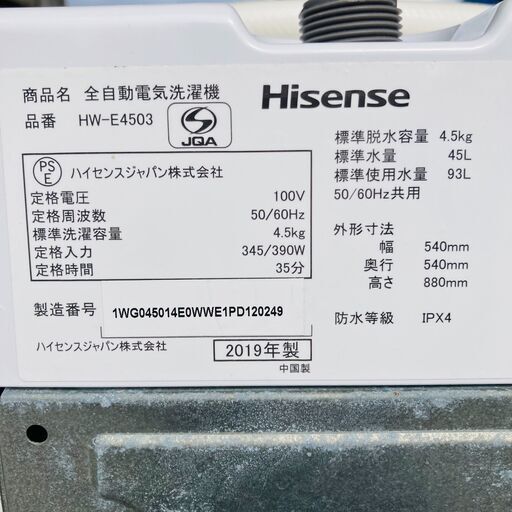 商品名 全自動電気洗濯機
品番 HW-E4503
JQA
Hisense
PS
E
ハイセンスジャパン株式会社
定格電圧 100V
定格周波数 50/60Hz
標準洗濯容量 4.5kg
定格入力 345/390W
定格時間 35分
製造番号 1WG045014E0WWE1PD120249
ハイセンスジャパン株式会社 2019年製
中国製
標準脱水容量 4.5kg
標準水量 45L
標準使用水量 93L
50/60Hz共用
外形寸法
幅 540mm
奥行 540mm
高さ 880mm
防水等級 IPX4